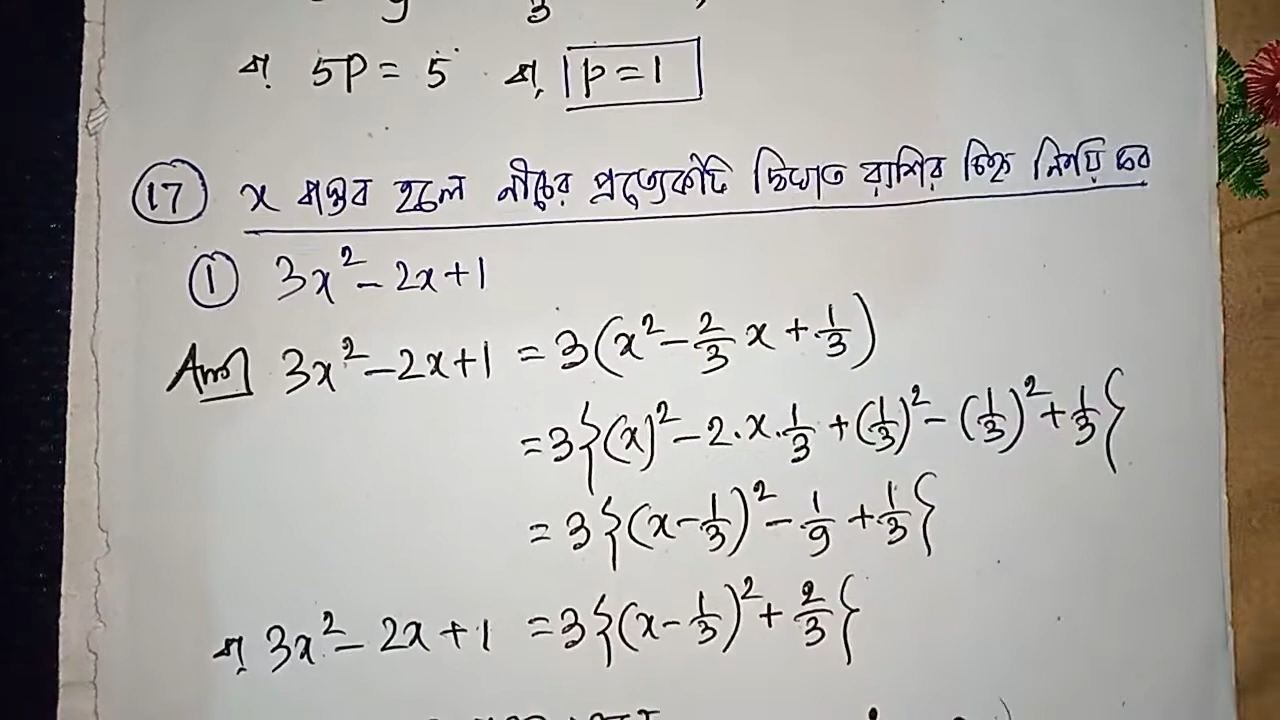 বা, 5p = 5 বা, p = 1
17 x বাস্তব হলে নীচের প্রত্যেকটি দ্বিঘাত রাশির চিহ্ন নির্ণয় কর
1 3x² - 2x + 1
Ans] 3x² - 2x + 1 = 3(x² - 2/3 x + 1/3)
= 3{(x)² - 2.x.1/3 + (1/3)² - (1/3)² + 1/3}
= 3{(x - 1/3)² - 1/9 + 1/3}
বা, 3x² - 2x + 1 = 3{(x - 1/3)² + 2/3}